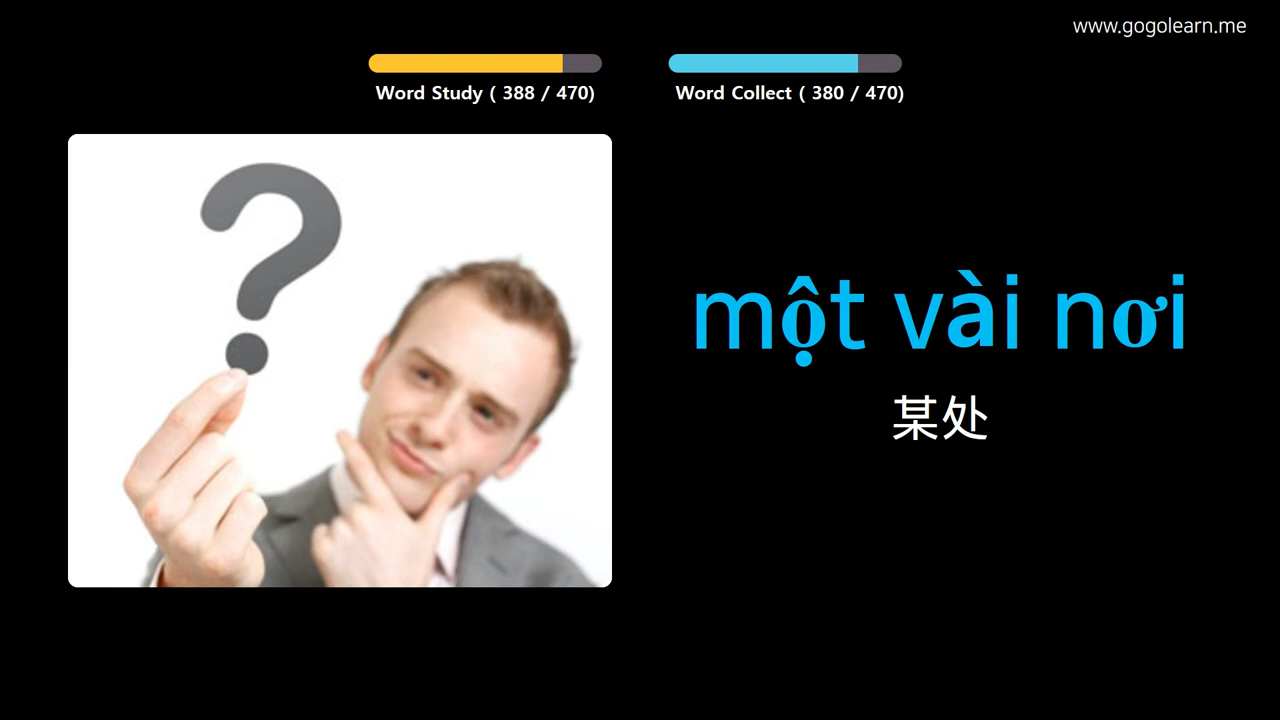 www.gogolearn.me
Word Study ( 388 / 470)
Word Collect ( 380 / 470)
?
một vài nơi
某处